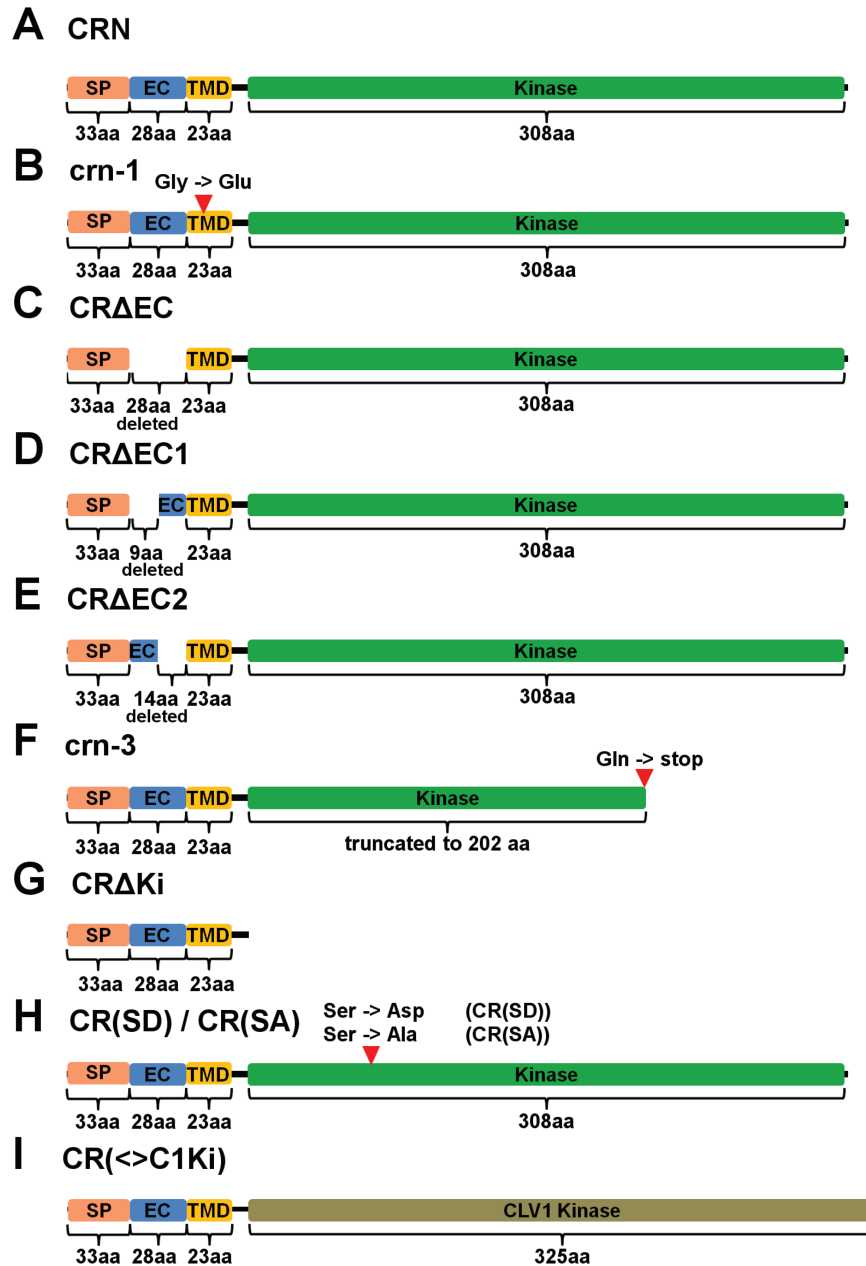 A CRN
SP EC TMD Kinase
33aa 28aa 23aa 308aa
B crn-1
Gly -> Glu
SP EC TMD Kinase
33aa 28aa 23aa 308aa
C CRΔEC
SP TMD Kinase
33aa 28aa 23aa 308aa
deleted
D CRΔEC1
SP EC TMD Kinase
33aa 9aa 23aa 308aa
deleted
E CRΔEC2
SP EC TMD Kinase
33aa 14aa 23aa 308aa
deleted
F crn-3
Gln -> stop
SP EC TMD Kinase
33aa 28aa 23aa truncated to 202 aa
G CRΔKi
SP EC TMD
33aa 28aa 23aa
H CR(SD) / CR(SA) Ser -> Asp (CR(SD))
Ser -> Ala (CR(SA))
SP EC TMD Kinase
33aa 28aa 23aa 308aa
I CR(<>C1Ki)
SP EC TMD CLV1 Kinase
33aa 28aa 23aa 325aa